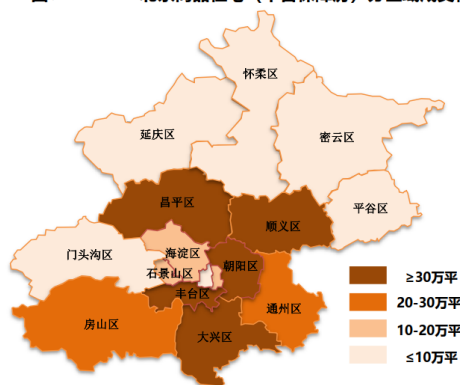 怀柔区
延庆区
密云区
昌平区
平谷区
顺义区
门头沟区
海淀区
朝阳区
石景山区
丰台区
通州区
房山区
大兴区
≥30万平
20-30万平
10-20万平
≤10万平